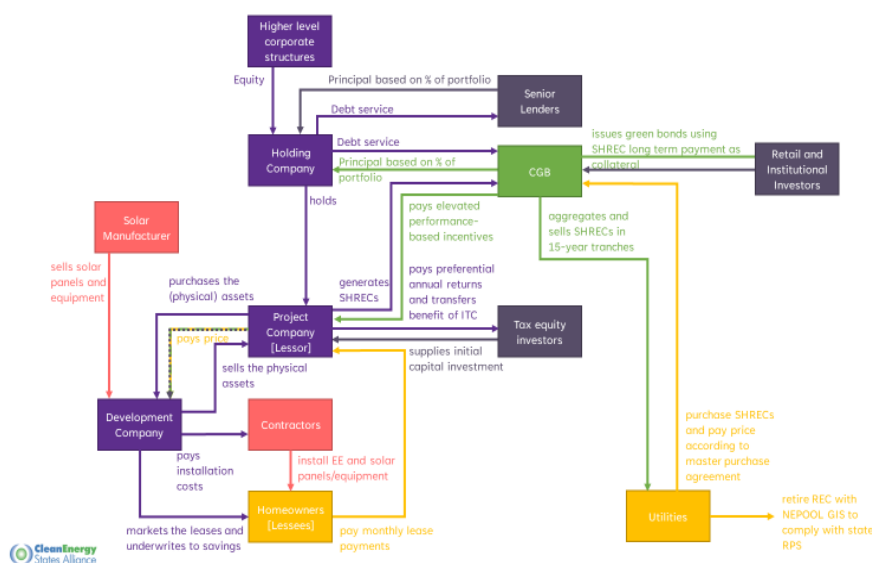 Higher level
corporate
structures
Equity
Principal based on % of portfolio
Senior
Lenders
Debt service
Holding
Company
Debt service
Principal based on % of
portfolio
CGB
issues green bonds using
SHREC long term payment as
collateral
Retail and
Institutional
Investors
holds
Solar
Manufacturer
pays elevated
performance-
based incentives
aggregates and
sells SHRECs in
15-year tranches
sells solar
panels and
equipment
purchases the
(physical) assets
generates
SHRECs
pays preferential
annual returns
and transfers
benefit of ITC
Project
Company
[Lessor]
Tax equity
investors
pays price
supplies initial
capital investment
sells the physical
assets
Development
Company
Contractors
purchase SHRECs
and pay price
according to
master purchase
agreement
pays
installation
costs
install EE and solar
panels/equipment
Homeowners
[Lessees]
Utilities
retire REC with
NEPOOL GIS to
comply with state
RPS
markets the leases and
underwrites to savings
pay monthly lease
payments
CleanEnergy
States Alliance